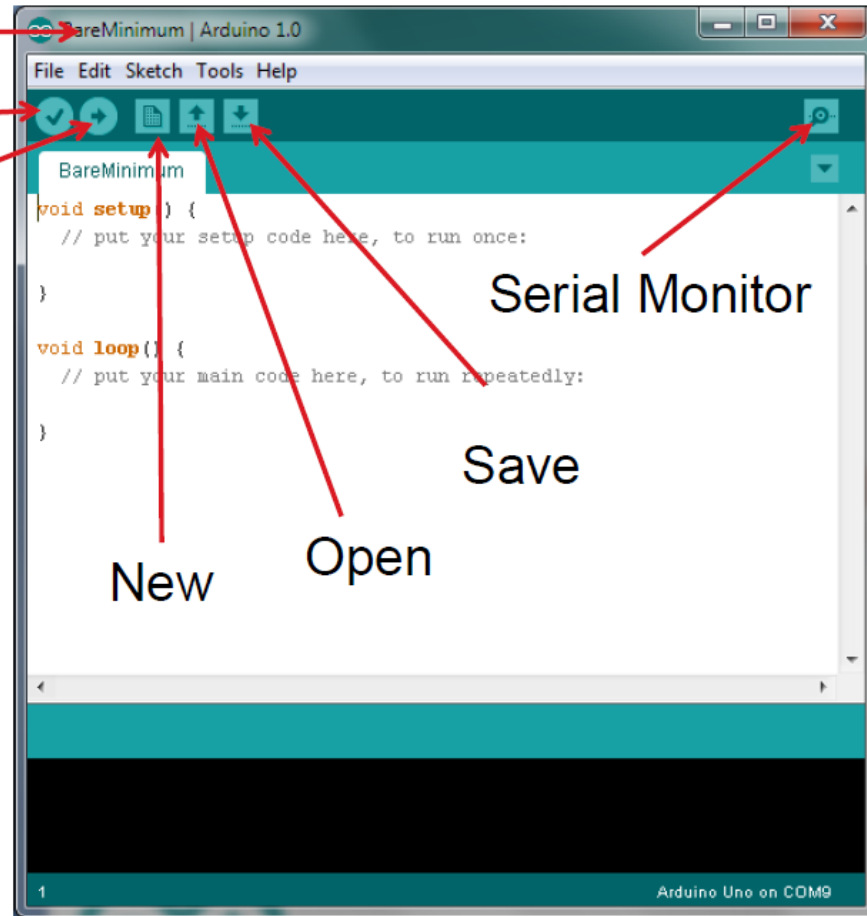 BareMinimum | Arduino 1.0
File Edit Sketch Tools Help
BareMinimum
void setup() {
  // put your setup code here, to run once:
}
void loop() {
  // put your main code here, to run repeatedly:
}
Serial Monitor
Save
Open
New
1
Arduino Uno on COM9